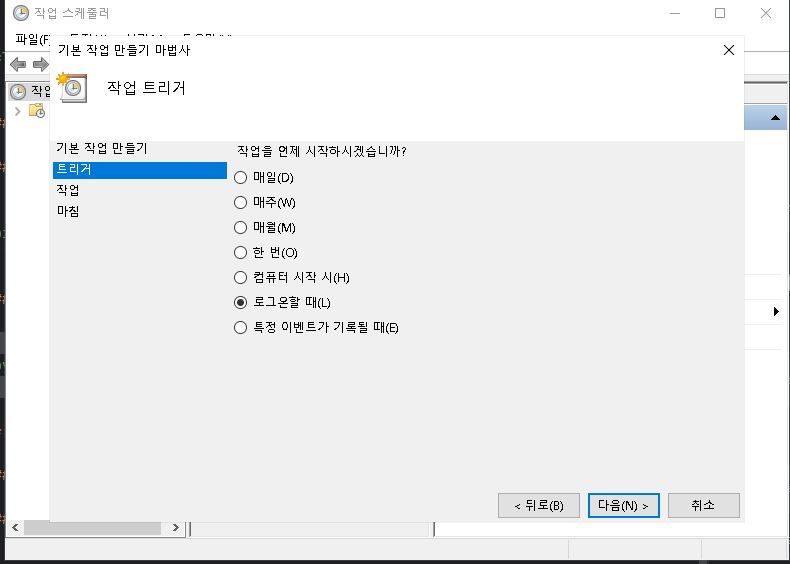 작업 스케줄러
파일(F
기본 작업 만들기 마법사
작업 트리거
기본 작업 만들기
작업을 언제 시작하시겠습니까?
트리거
매일(D)
작업
매주(W)
마침
매월(M)
한 번(O)
컴퓨터 시작 시(H)
로그온할 때(L)
특정 이벤트가 기록될 때(E)
< 뒤로(B)
다음(N) >
취소